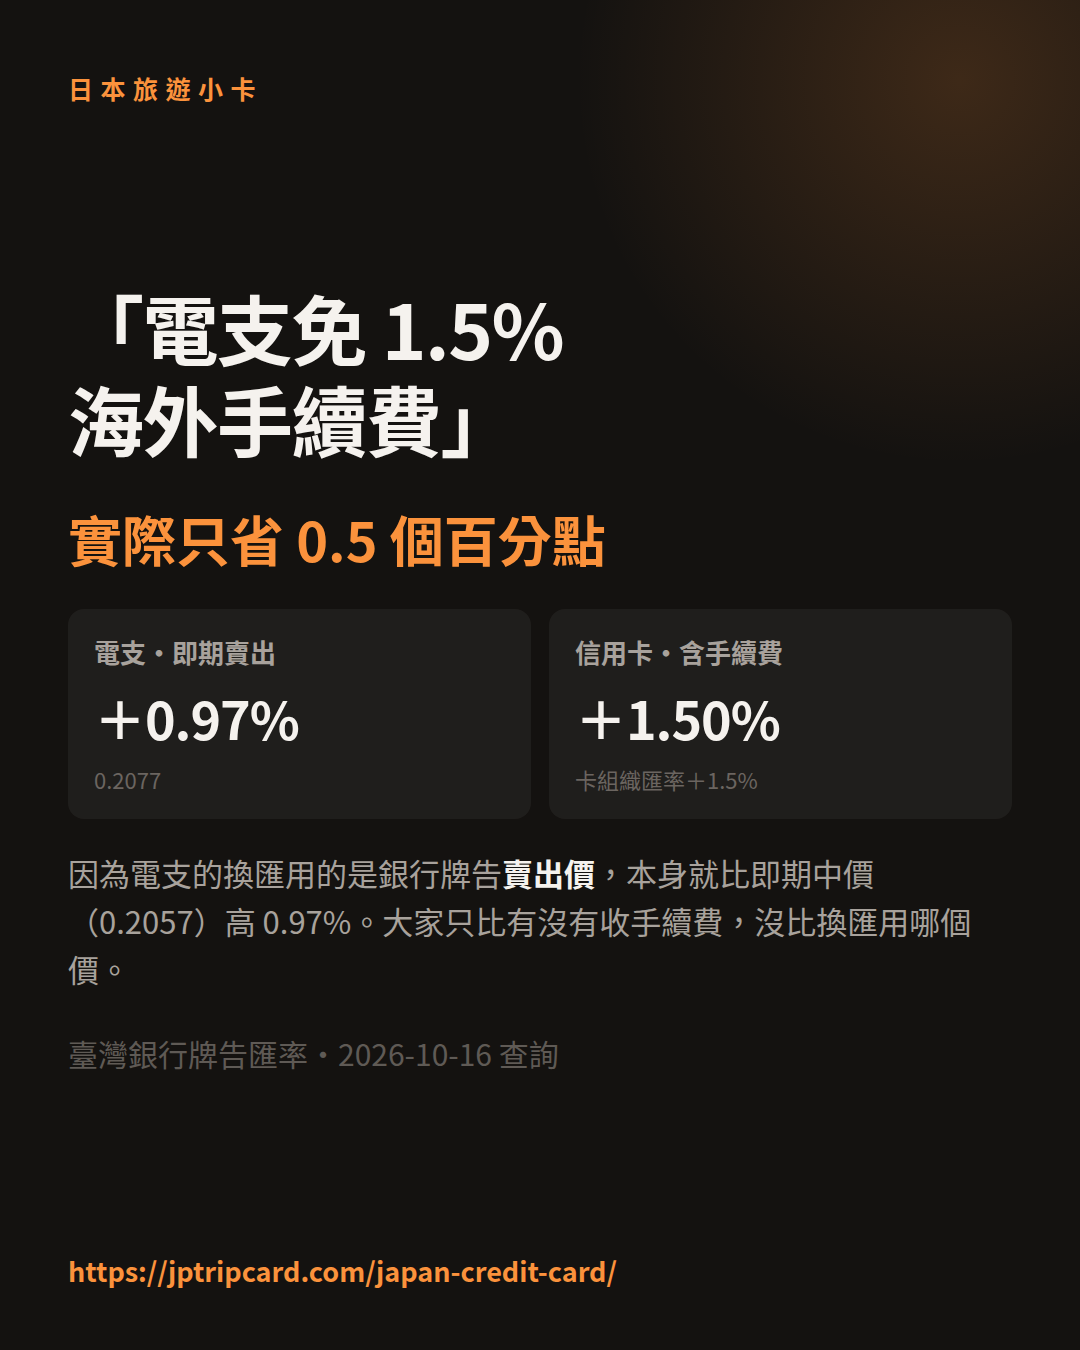 日本旅遊小卡
「電支免 1.5%
海外手續費」
實際只省 0.5 個百分點
電支・即期賣出
＋0.97%
0.2077
信用卡・含手續費
＋1.50%
卡組織匯率＋1.5%
因為電支的換匯用的是銀行牌告賣出價，本身就比即期中價
（0.2057）高 0.97%。大家只比有沒有收手續費，沒比換匯用哪個
價。
臺灣銀行牌告匯率・2026-10-16 查詢
https://jptripcard.com/japan-credit-card/